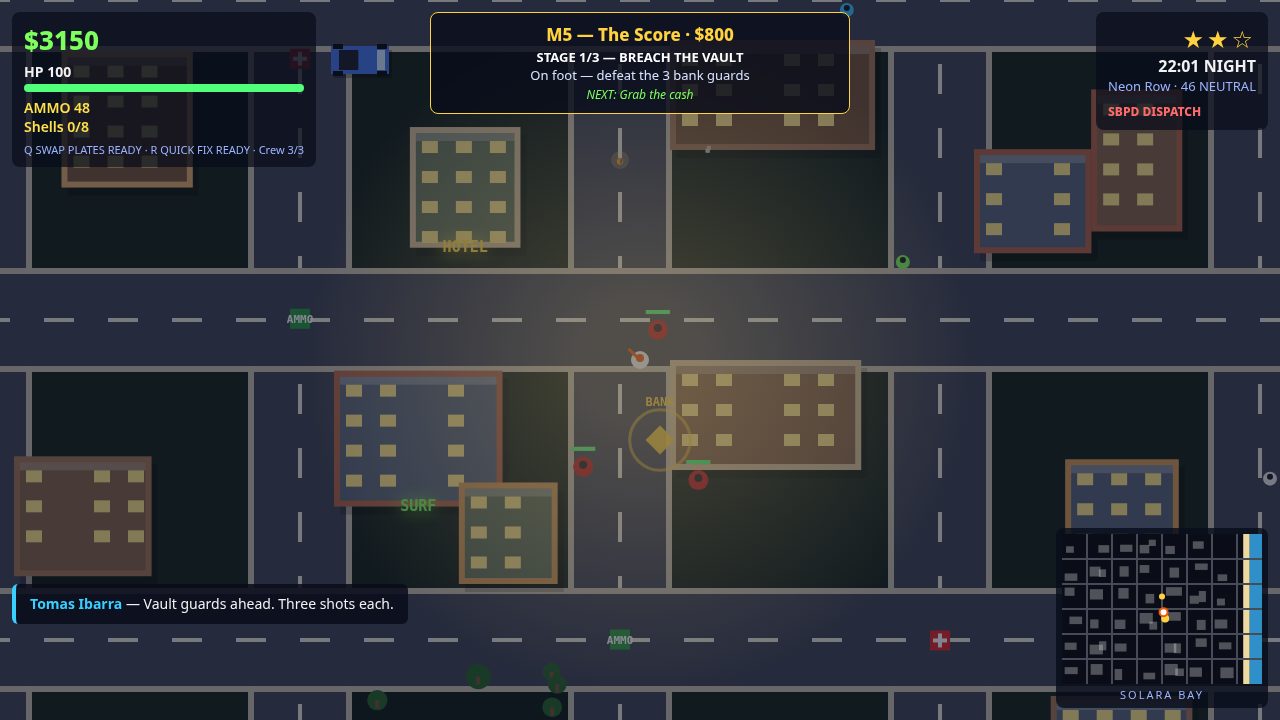 $3150
HP 100
AMMO 48
Shells 0/8
Q SWAP PLATES READY · R QUICK FIX READY · Crew 3/3
M5 — The Score · $800
STAGE 1/3 — BREACH THE VAULT
On foot — defeat the 3 bank guards
NEXT: Grab the cash
★★☆
22:01 NIGHT
Neon Row · 46 NEUTRAL
SBPD DISPATCH
HOTEL
AMMO
BANK
SURF
Tomas Ibarra — Vault guards ahead. Three shots each.
AMMO
SOLARA BAY